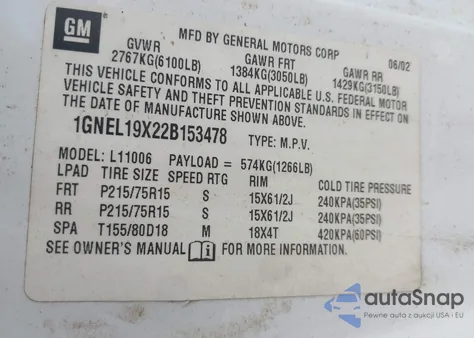 GM
MFD BY GENERAL MOTORS CORP 06/02
GVWR GAWR FRT GAWR RR
2767KG(6100LB) 1384KG(3050LB) 1429KG(3150LB)
THIS VEHICLE CONFORMS TO ALL APPLICABLE U.S. FEDERAL MOTOR
VEHICLE SAFETY AND THEFT PREVENTION STANDARDS IN EFFECT ON
THE DATE OF MANUFACTURE SHOWN ABOVE.
1GNEL19X22B153478 TYPE: M.P.V.
MODEL: L11006 PAYLOAD = 574KG(1266LB)
LPAD TIRE SIZE SPEED RTG RIM COLD TIRE PRESSURE
FRT P215/75R15 S 15X61/2J 240KPA(35PSI)
RR P215/75R15 S 15X61/2J 240KPA(35PSI)
SPA T155/80D18 M 18X4T 420KPA(60PSI)
SEE OWNER'S MANUAL i FOR MORE INFORMATION.
autoSnap
Pewne auta z aukcji USA i EU